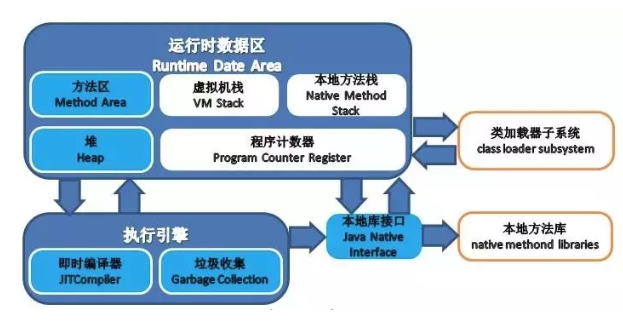 运行时数据区
Runtime Date Area
方法区
Method Area
虚拟机栈
VM Stack
本地方法栈
Native Method
Stack
堆
Heap
程序计数器
Program Counter Register
类加载器子系统
class loader subsystem
执行引擎
即时编译器
JITCompiler
垃圾收集
Garbage Collection
本地库接口
Java Native
Interface
本地方法库
native methond libraries